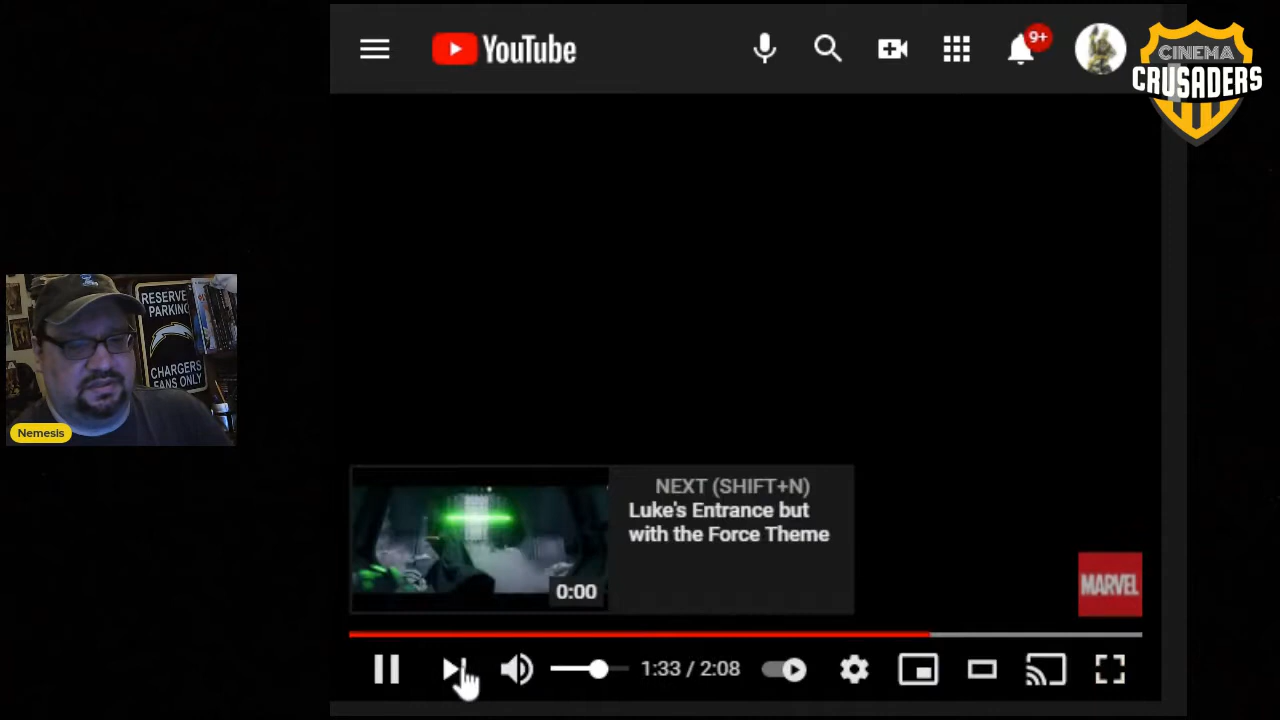 YouTube
9+
CINEMA
CRUSADERS
RESERVE
PARKING
CHARGERS
FANS ONLY
Nemesis
NEXT (SHIFT+N)
Luke's Entrance but
with the Force Theme
0:00
MARVEL
1:33 / 2:08